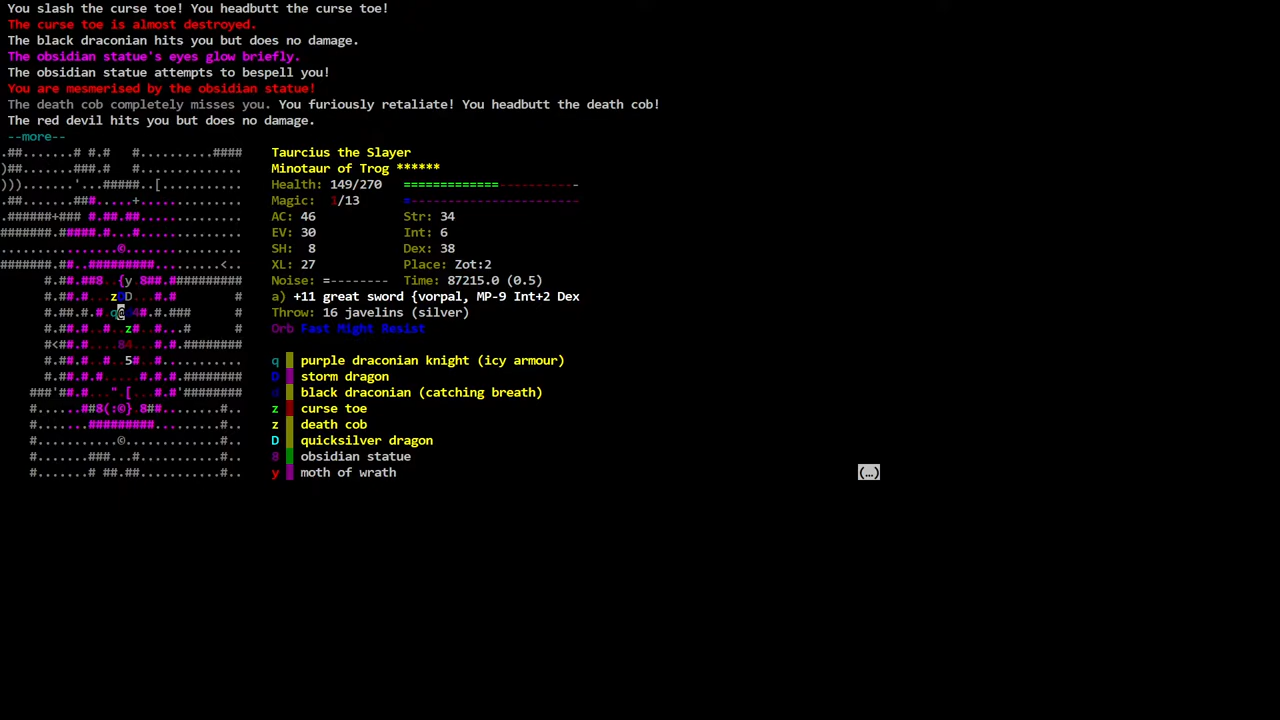 You slash the curse toe! You headbutt the curse toe!
The curse toe is almost destroyed.
The black draconian hits you but does no damage.
The obsidian statue's eyes glow briefly.
The obsidian statue attempts to bespell you!
You are mesmerised by the obsidian statue!
The death cob completely misses you. You furiously retaliate! You headbutt the death cob!
The red devil hits you but does no damage.
--more--
Taurcius the Slayer
Minotaur of Trog ******
Health: 149/270
Magic: 1/13
AC: 46 Str: 34
EV: 30 Int: 6
SH: 8 Dex: 38
XL: 27 Place: Zot:2
Noise: =-------- Time: 87215.0 (0.5)
a) +11 great sword {vorpal, MP-9 Int+2 Dex
Throw: 16 javelins (silver)
Orb Fast Might Resist
q purple draconian knight (icy armour)
D storm dragon
d black draconian (catching breath)
z curse toe
z death cob
D quicksilver dragon
8 obsidian statue
y moth of wrath
(…)